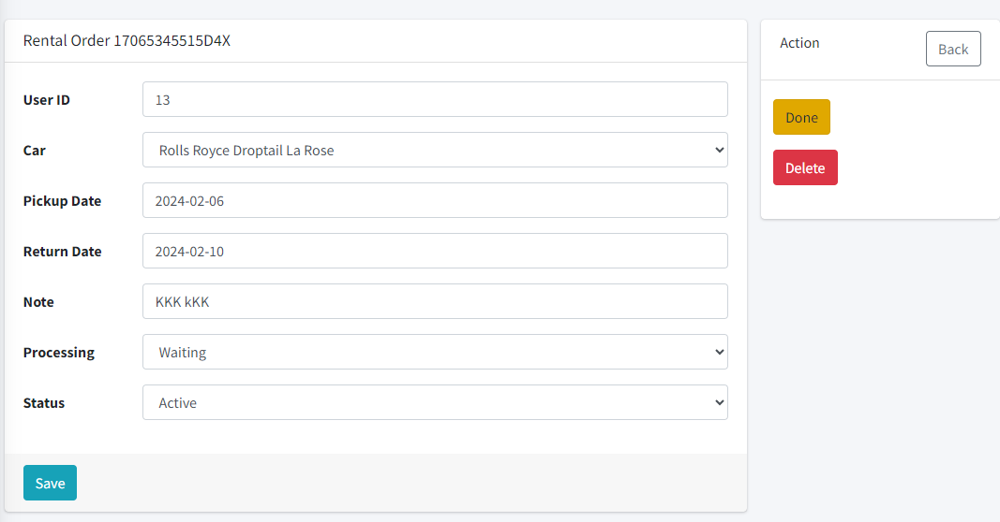 Rental Order 17065345515D4X
User ID
13
Car
Rolls Royce Droptail La Rose
Pickup Date
2024-02-06
Return Date
2024-02-10
Note
KKK kKK
Processing
Waiting
Status
Active
Save
Action
Back
Done
Delete